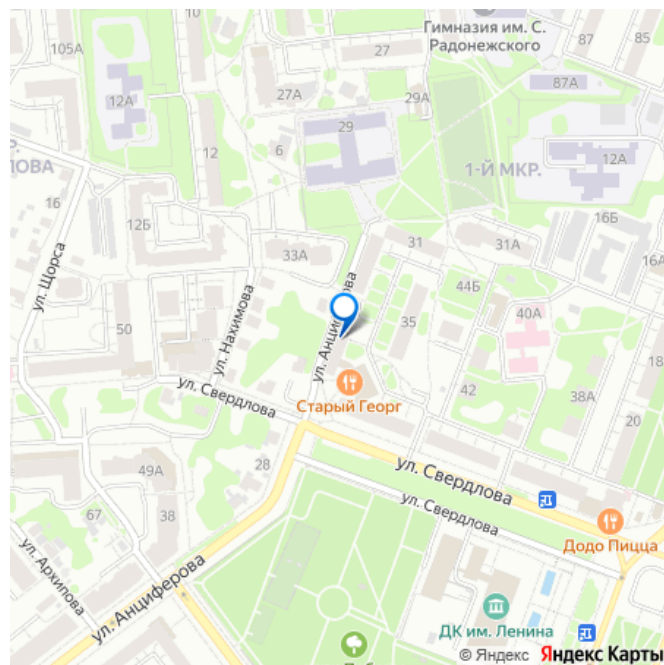 Гимназия им. С.
Радонежского
87
85
105А
10
27
12А
27А
29А
87А
29
12
6
1-Й МКР.
12А
Р.
ЛОВА
16
12Б
16Б
31
31А
16А
33А
ул. Щорса
ул. Нахимова
ул. Анциферова
44Б
35
40А
50
42
38А
ул. Свердлова
Старый Георг
20
49А
28
ул. Свердлова
ул. Свердлова
67
38
Додо Пицца
ул. Архипова
ул. Анциферова
ДК им. Ленина
© Яндекс Яндекс Карты